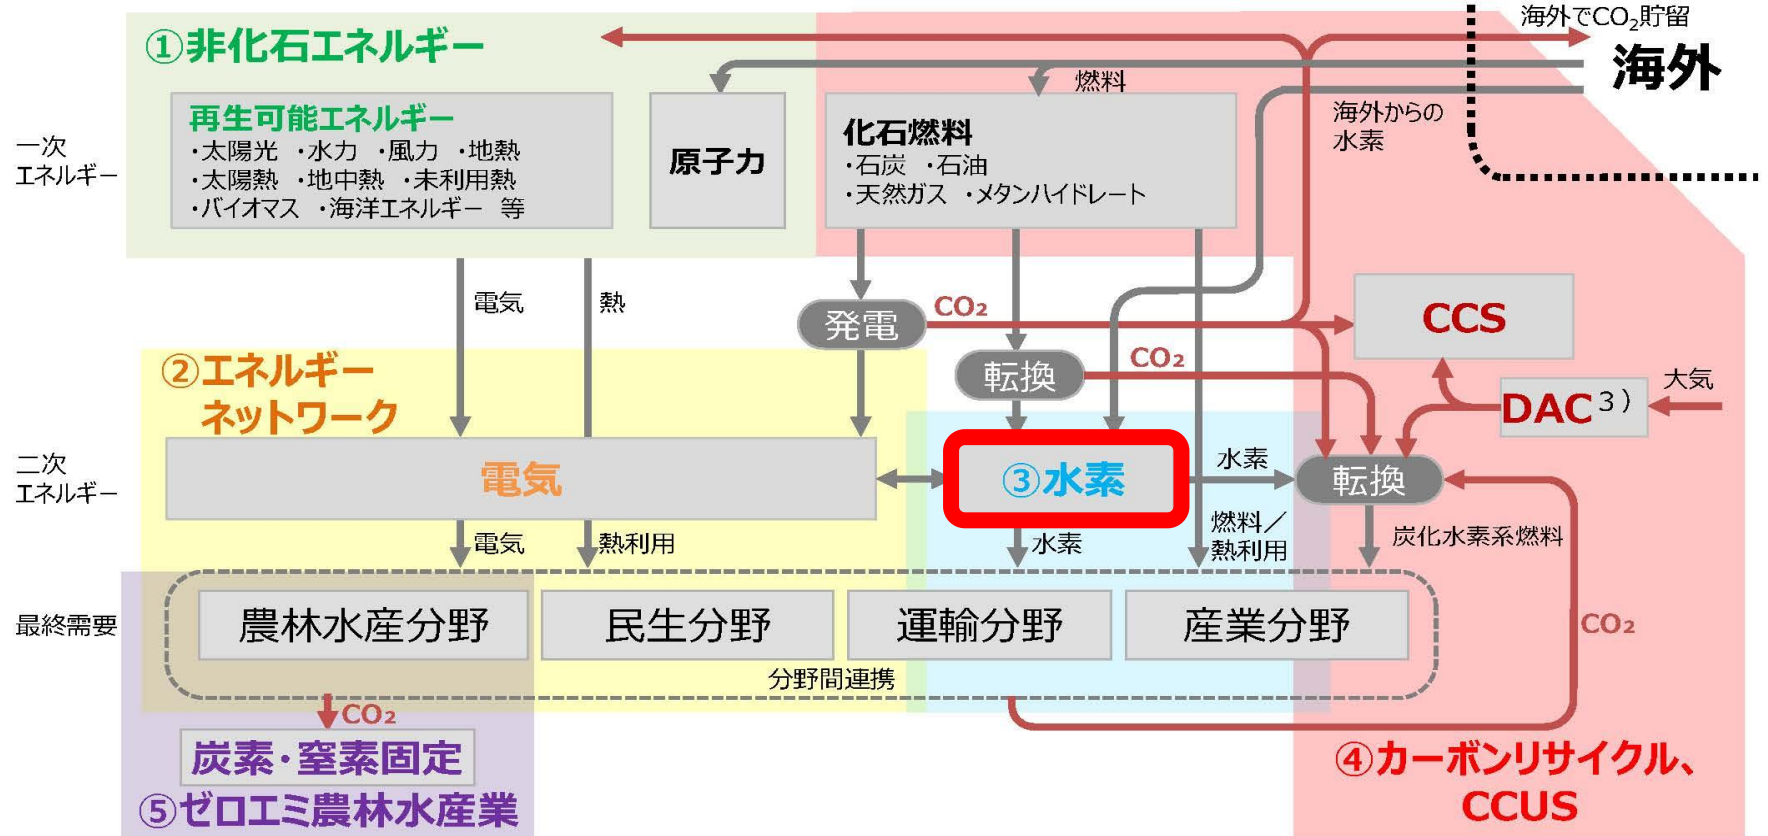 海外でCO₂貯留
①非化石エネルギー
海外
燃料
海外からの
水素
一次
エネルギー
再生可能エネルギー
・太陽光 ・水力 ・風力 ・地熱
・太陽熱 ・地中熱 ・未利用熱
・バイオマス ・海洋エネルギー 等
原子力
化石燃料
・石炭 ・石油
・天然ガス ・メタンハイドレート
電気
熱
発電
CO₂
CCS
転換
CO₂
大気
DAC³⁾
②エネルギー
ネットワーク
二次
エネルギー
電気
③水素
水素
転換
電気
熱利用
水素
燃料／
熱利用
炭化水素系燃料
最終需要
農林水産分野
民生分野
運輸分野
産業分野
CO₂
分野間連携
CO₂
炭素・窒素固定
⑤ゼロエミ農林水産業
④カーボンリサイクル、
CCUS